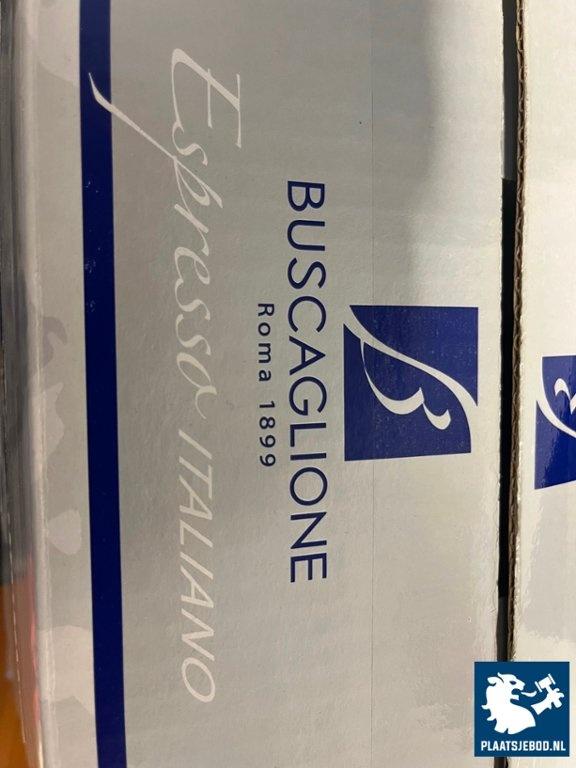 BUSCAGLIONE
Roma 1899
Espresso ITALIANO
PLAATSJEBOD.NL